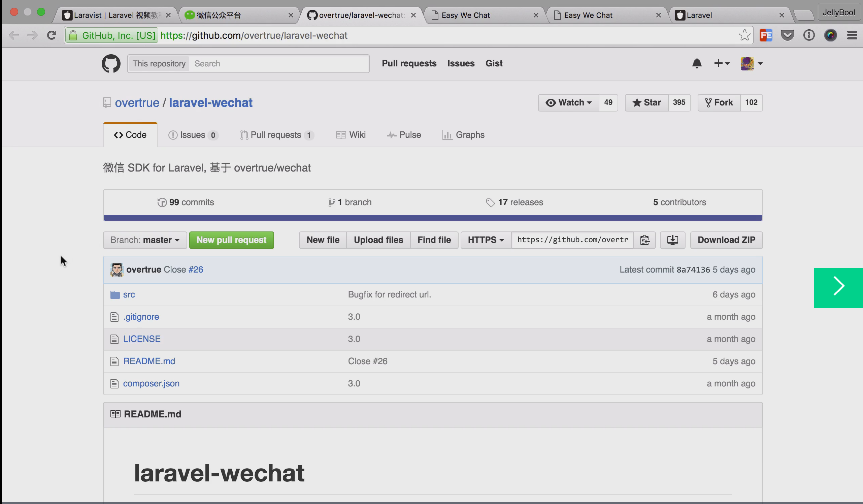 Laravist | Laravel 视频教
微信公众平台
overtrue/laravel-wechat:
Easy We Chat
Easy We Chat
Laravel
JellyBool
GitHub, Inc. [US] https://github.com/overtrue/laravel-wechat
This repository Search
Pull requests Issues Gist
overtrue / laravel-wechat
Watch 49 Star 395 Fork 102
Code Issues 0 Pull requests 1 Wiki Pulse Graphs
微信 SDK for Laravel, 基于 overtrue/wechat
99 commits 1 branch 17 releases 5 contributors
Branch: master New pull request New file Upload files Find file HTTPS https://github.com/overtr Download ZIP
overtrue Close #26 Latest commit 8a74136 5 days ago
src Bugfix for redirect url. 6 days ago
.gitignore 3.0 a month ago
LICENSE 3.0 a month ago
README.md Close #26 5 days ago
composer.json 3.0 a month ago
README.md
laravel-wechat